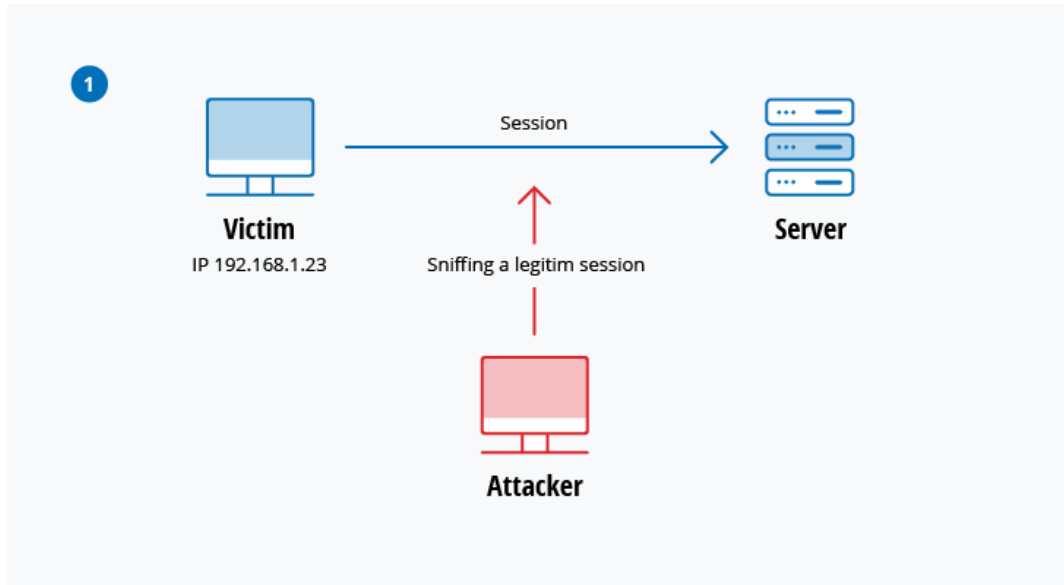 1
Session
Victim
IP 192.168.1.23
Server
Sniffing a legitim session
Attacker